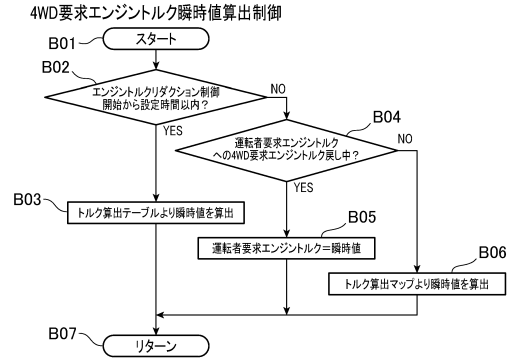 4WD要求エンジントルク瞬時値算出制御
B01
スタート
B02
エンジントルクリダクション制御
開始から設定時間以内?
NO
YES
B04
運転者要求エンジントルク
への4WD要求エンジントルク戻し中?
NO
YES
B03
トルク算出テーブルより瞬時値を算出
B05
運転者要求エンジントルク=瞬時値
B06
トルク算出マップより瞬時値を算出
B07
リターン